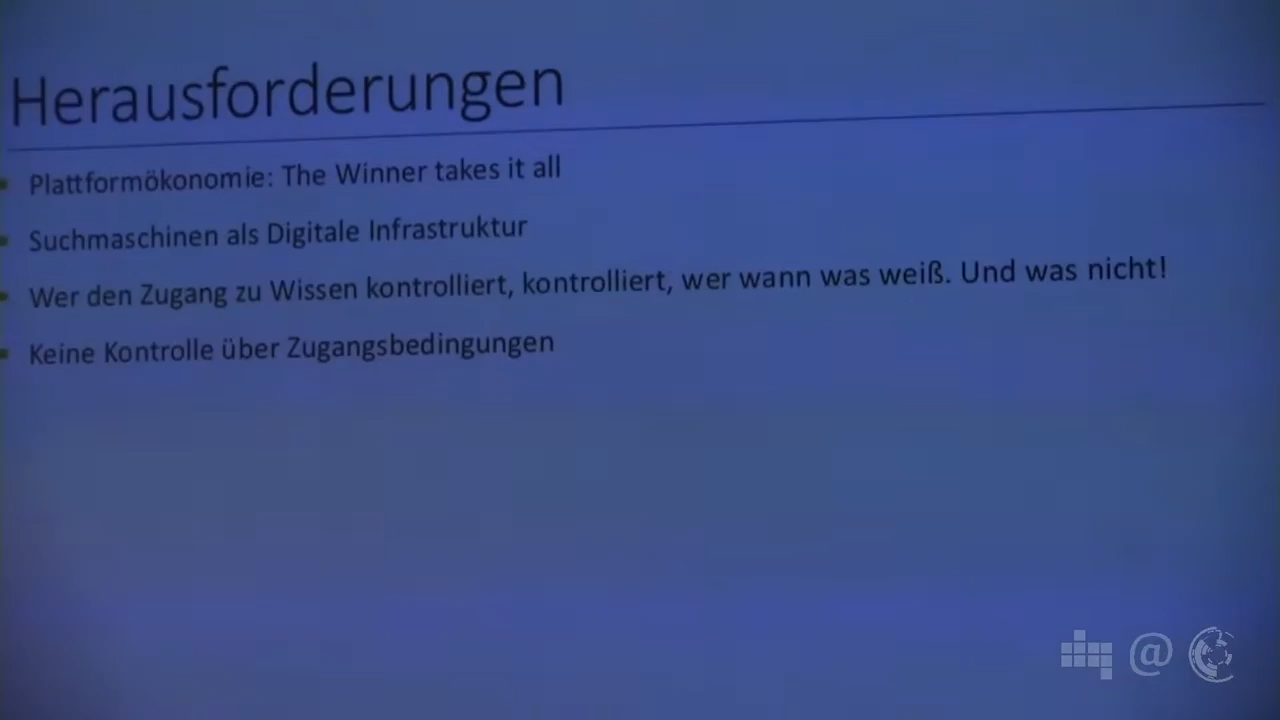 Herausforderungen
Plattformökonomie: The Winner takes it all
Suchmaschinen als Digitale Infrastruktur
Wer den Zugang zu Wissen kontrolliert, kontrolliert, wer wann was weiß. Und was nicht!
Keine Kontrolle über Zugangsbedingungen
@